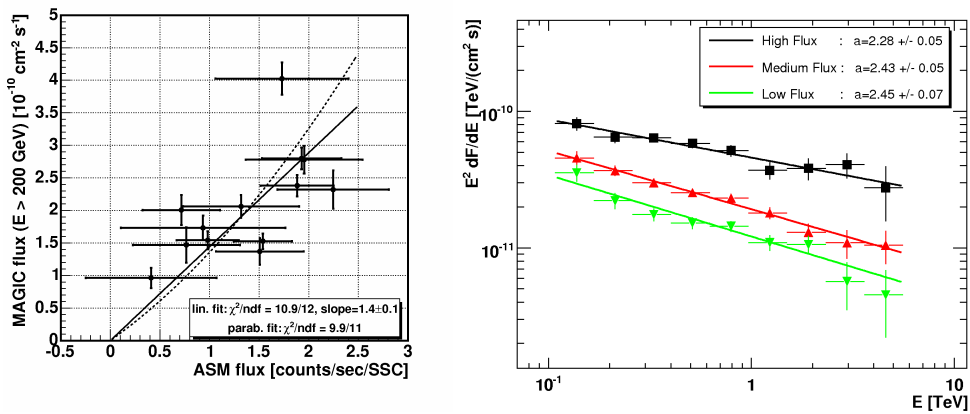 MAGIC flux (E > 200 GeV) [10⁻¹⁰ cm⁻² s⁻¹]
5
4.5
4
3.5
3
2.5
2
1.5
1
0.5
0
lin. fit: χ²/ndf = 10.9/12, slope=1.4±0.1
parab. fit: χ²/ndf = 9.9/11
-0.5 0 0.5 1 1.5 2 2.5 3
ASM flux [counts/sec/SSC]
E² dF/dE [TeV/(cm² s)]
High Flux : a=2.28 +/- 0.05
Medium Flux : a=2.43 +/- 0.05
Low Flux : a=2.45 +/- 0.07
10⁻¹⁰
10⁻¹¹
10⁻¹ 1 10
E [TeV]